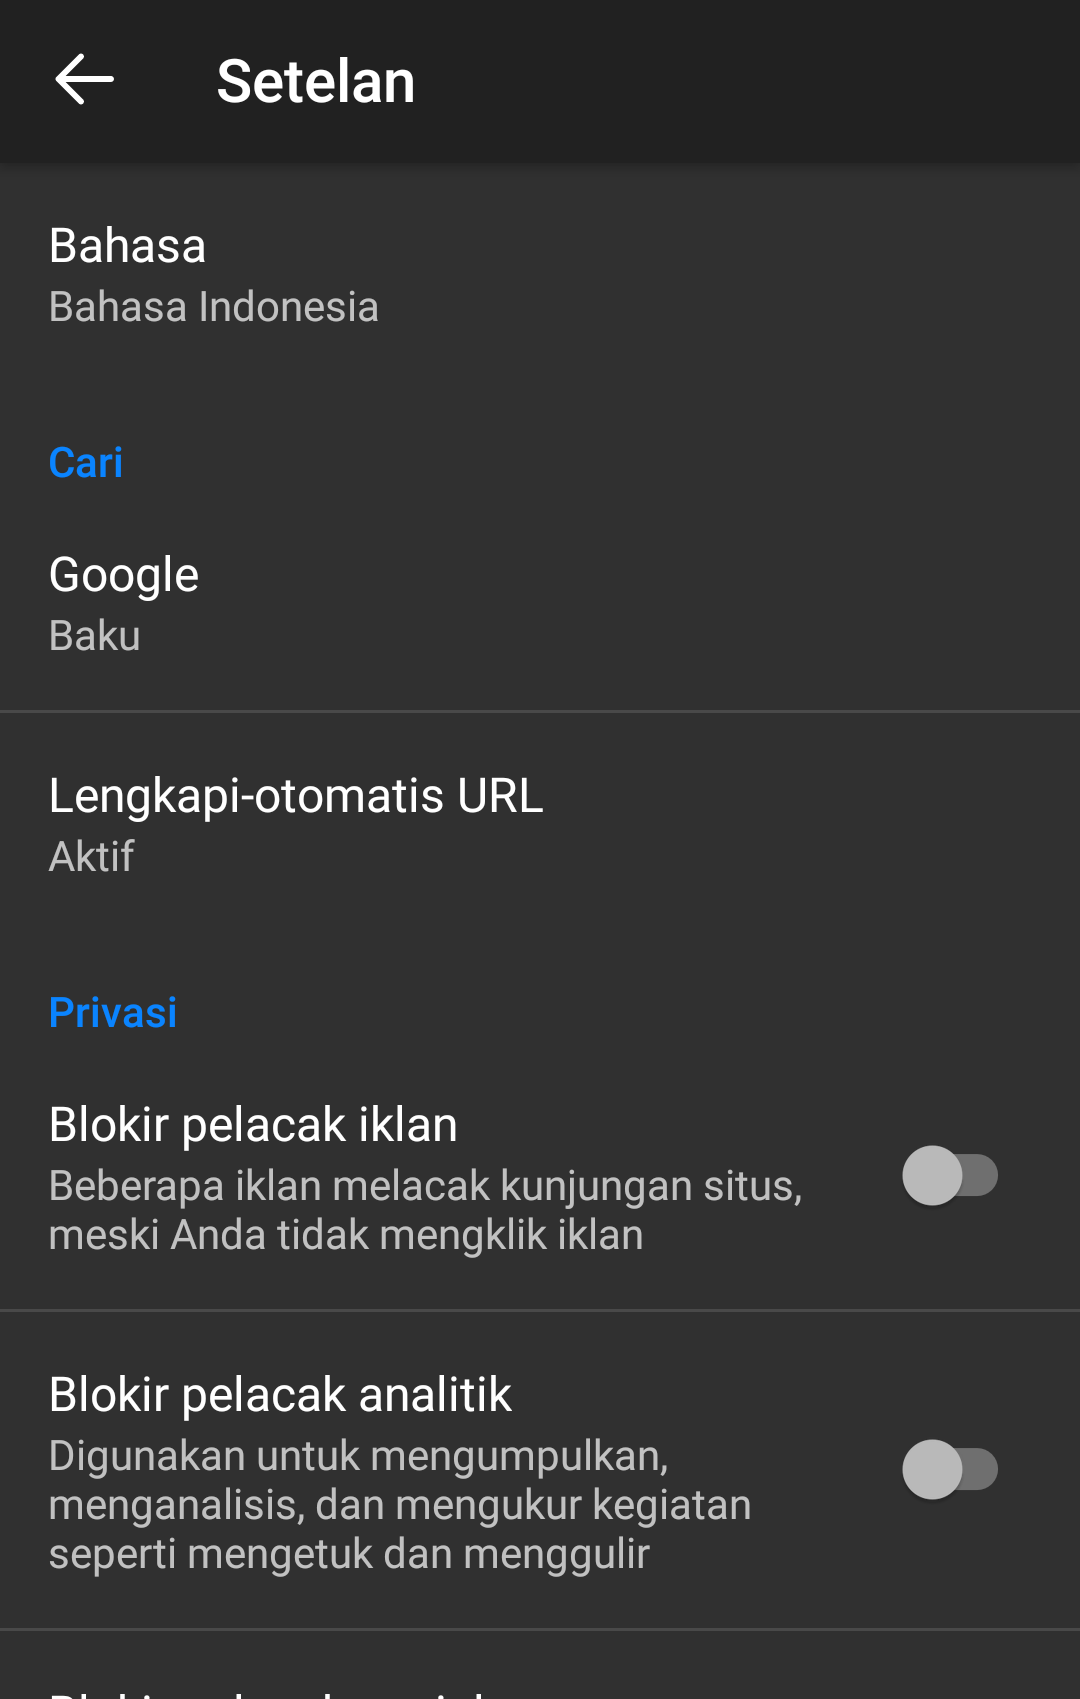 Setelan
Bahasa
Bahasa Indonesia
Cari
Google
Baku
Lengkapi-otomatis URL
Aktif
Privasi
Blokir pelacak iklan
Beberapa iklan melacak kunjungan situs,
meski Anda tidak mengklik iklan
Blokir pelacak analitik
Digunakan untuk mengumpulkan,
menganalisis, dan mengukur kegiatan
seperti mengetuk dan menggulir